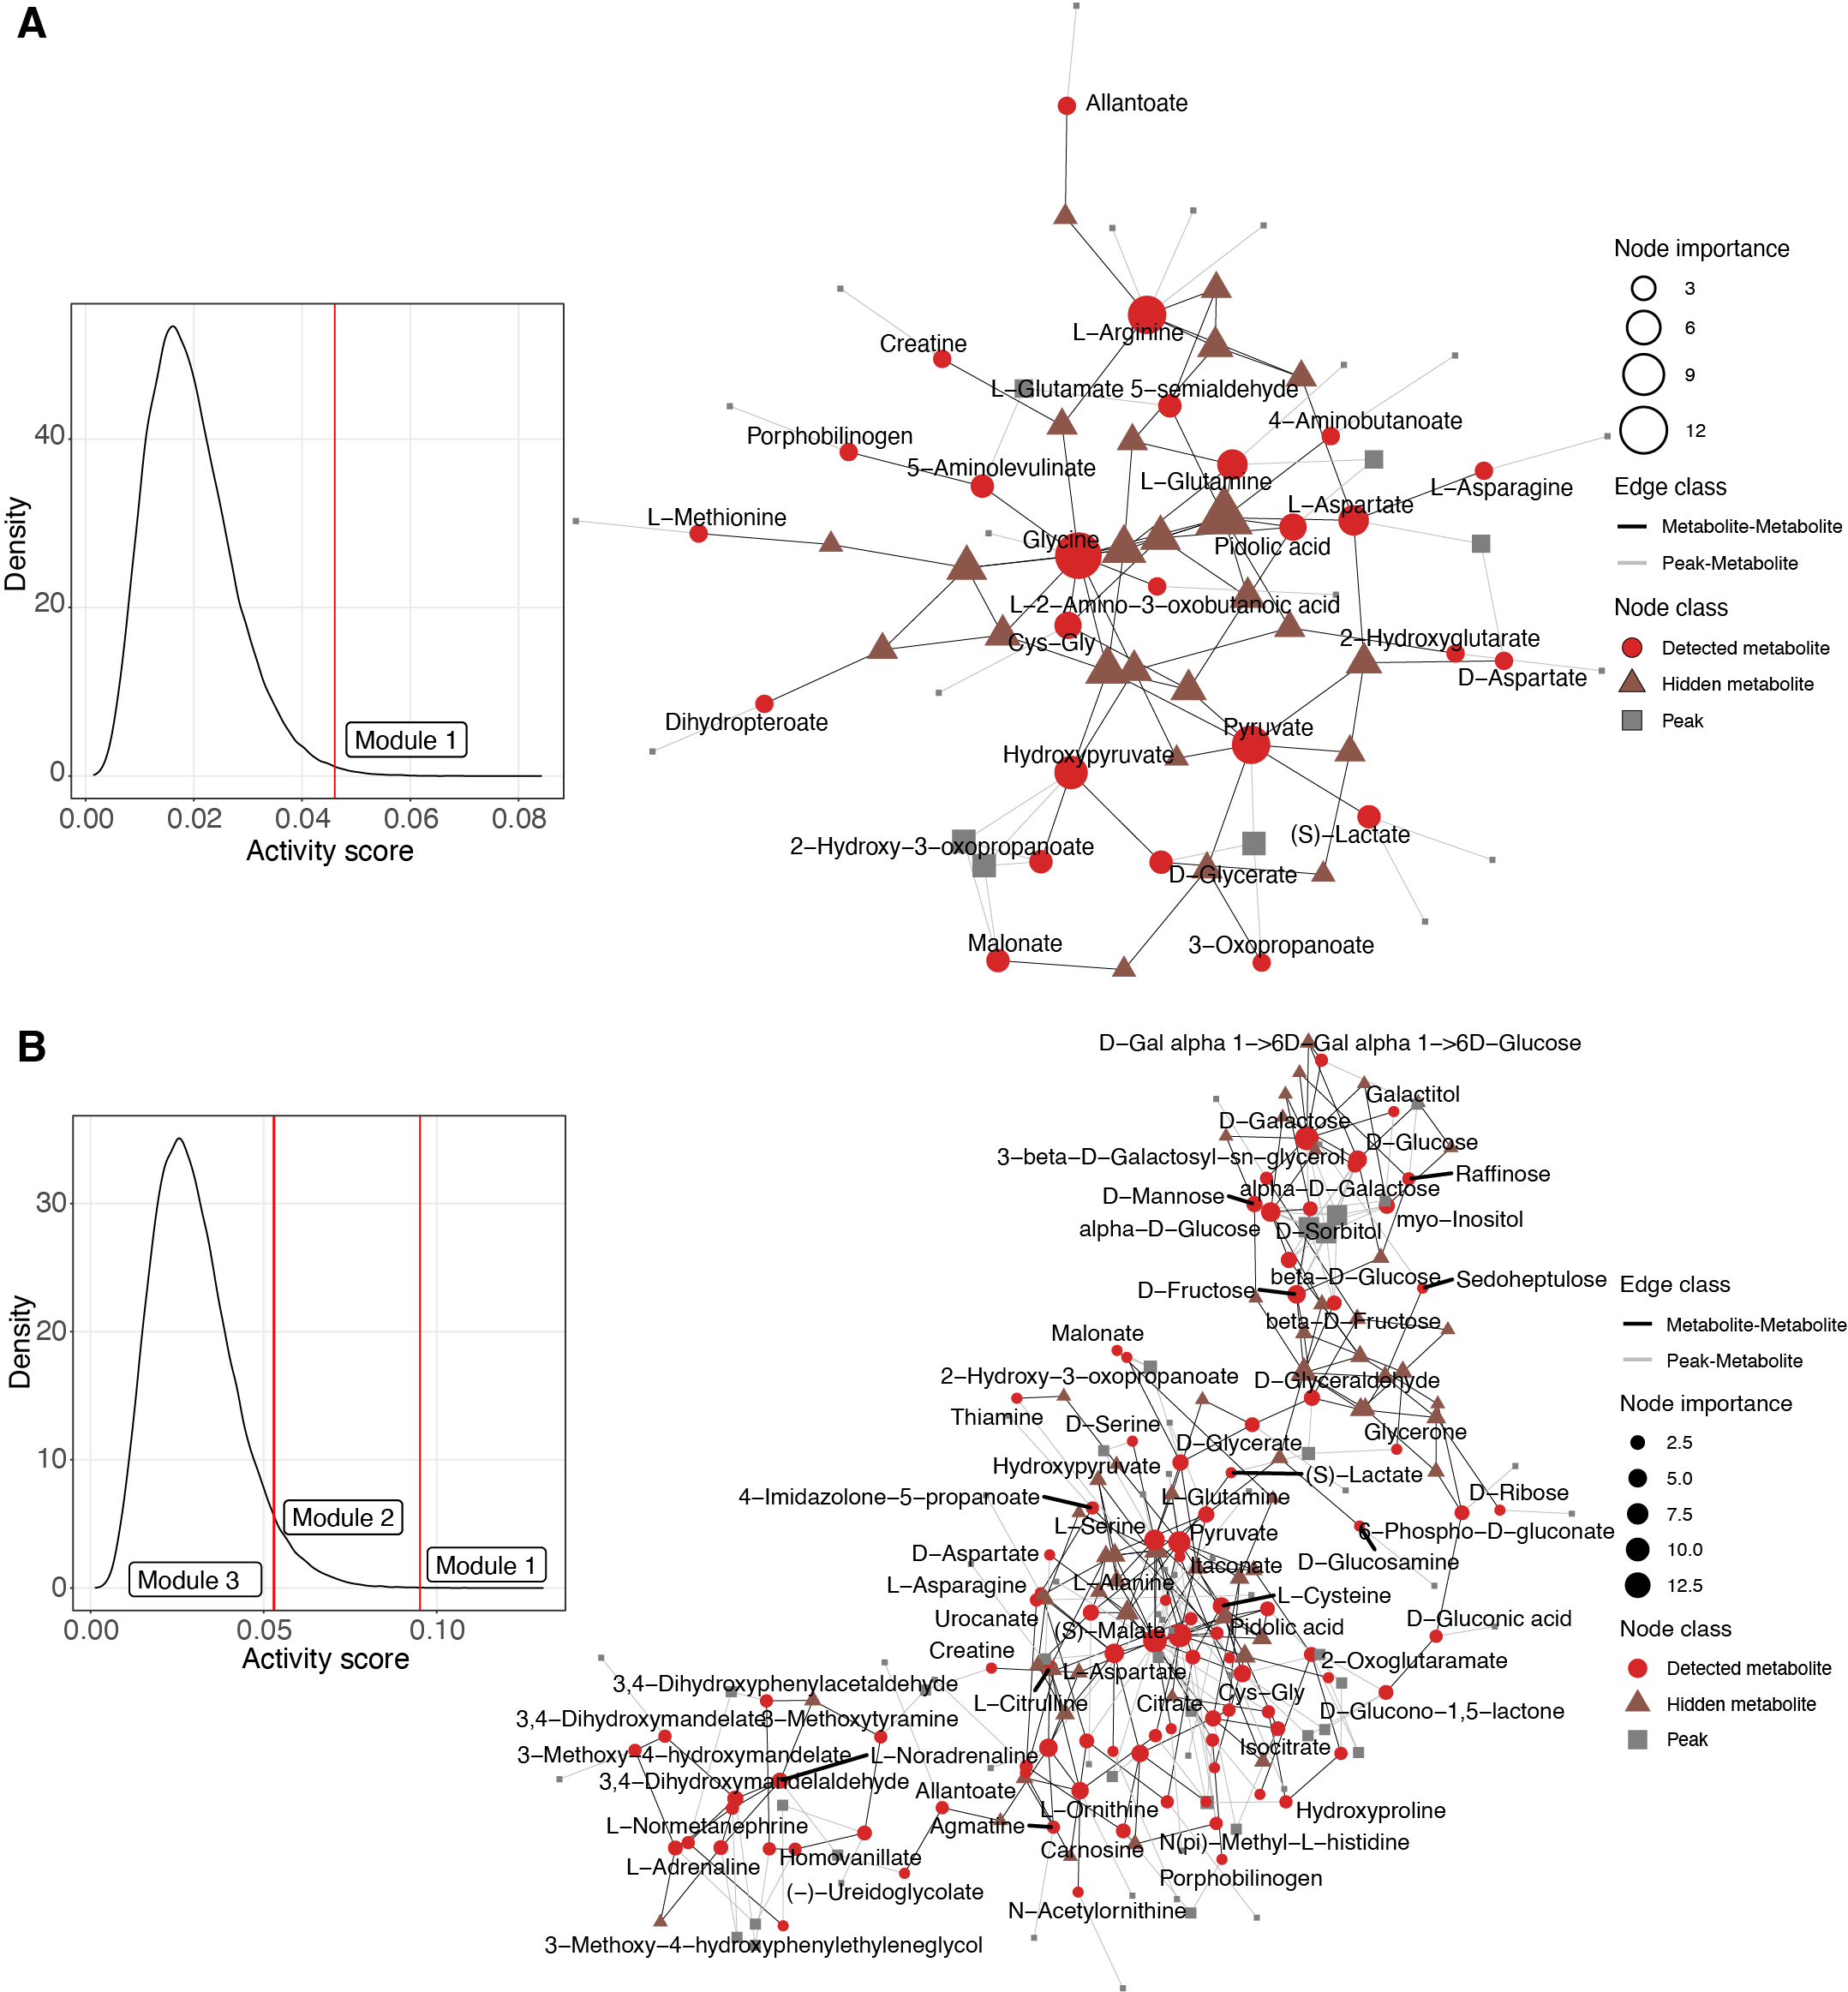 A
Allantoate
Node importance
3
6
9
12
L−Arginine
Creatine
L−Glutamate 5−semialdehyde
4−Aminobutanoate
Porphobilinogen
5−Aminolevulinate
L−Glutamine
L−Asparagine
L−Aspartate
L−Methionine
Glycine
Pidolic acid
L−2−Amino−3−oxobutanoic acid
Cys−Gly
2−Hydroxyglutarate
D−Aspartate
Dihydropteroate
Pyruvate
Hydroxypyruvate
(S)−Lactate
2−Hydroxy−3−oxopropanoate
D−Glycerate
Malonate
3−Oxopropanoate
Edge class
Metabolite-Metabolite
Peak-Metabolite
Node class
Detected metabolite
Hidden metabolite
Peak
Density
40
20
0
Module 1
0.00 0.02 0.04 0.06 0.08
Activity score
B
D−Gal alpha 1−>6D−Gal alpha 1−>6D−Glucose
Galactitol
D−Galactose
D−Glucose
3−beta−D−Galactosyl−sn−glycerol
Raffinose
alpha−D−Galactose
D−Mannose
myo−Inositol
alpha−D−Glucose
D−Sorbitol
beta−D−Glucose
Sedoheptulose
D−Fructose
beta−D−Fructose
Malonate
2−Hydroxy−3−oxopropanoate
D−Glyceraldehyde
Thiamine
D−Serine
D−Glycerate
Glycerone
Hydroxypyruvate
(S)−Lactate
4−Imidazolone−5−propanoate
L−Glutamine
D−Ribose
L−Serine
Pyruvate
6−Phospho−D−gluconate
D−Aspartate
Itaconate
D−Glucosamine
L−Asparagine
L−Alanine
L−Cysteine
Urocanate
(S)−Malate
Pidolic acid
D−Gluconic acid
Creatine
L−Aspartate
2−Oxoglutaramate
3,4−Dihydroxyphenylacetaldehyde
L−Citrulline
Citrate
Cys−Gly
D−Glucono−1,5−lactone
3,4−Dihydroxymandelate
3−Methoxytyramine
3−Methoxy−4−hydroxymandelate
L−Noradrenaline
Isocitrate
3,4−Dihydroxymandelaldehyde
Allantoate
L−Ornithine
Hydroxyproline
L−Normetanephrine
Agmatine
Carnosine
N(pi)−Methyl−L−histidine
L−Adrenaline
Homovanillate
Porphobilinogen
(−)−Ureidoglycolate
N−Acetylornithine
3−Methoxy−4−hydroxyphenylethyleneglycol
Edge class
Metabolite-Metabolite
Peak-Metabolite
Node importance
2.5
5.0
7.5
10.0
12.5
Node class
Detected metabolite
Hidden metabolite
Peak
Density
30
20
10
0
Module 2
Module 1
Module 3
0.00 0.05 0.10
Activity score